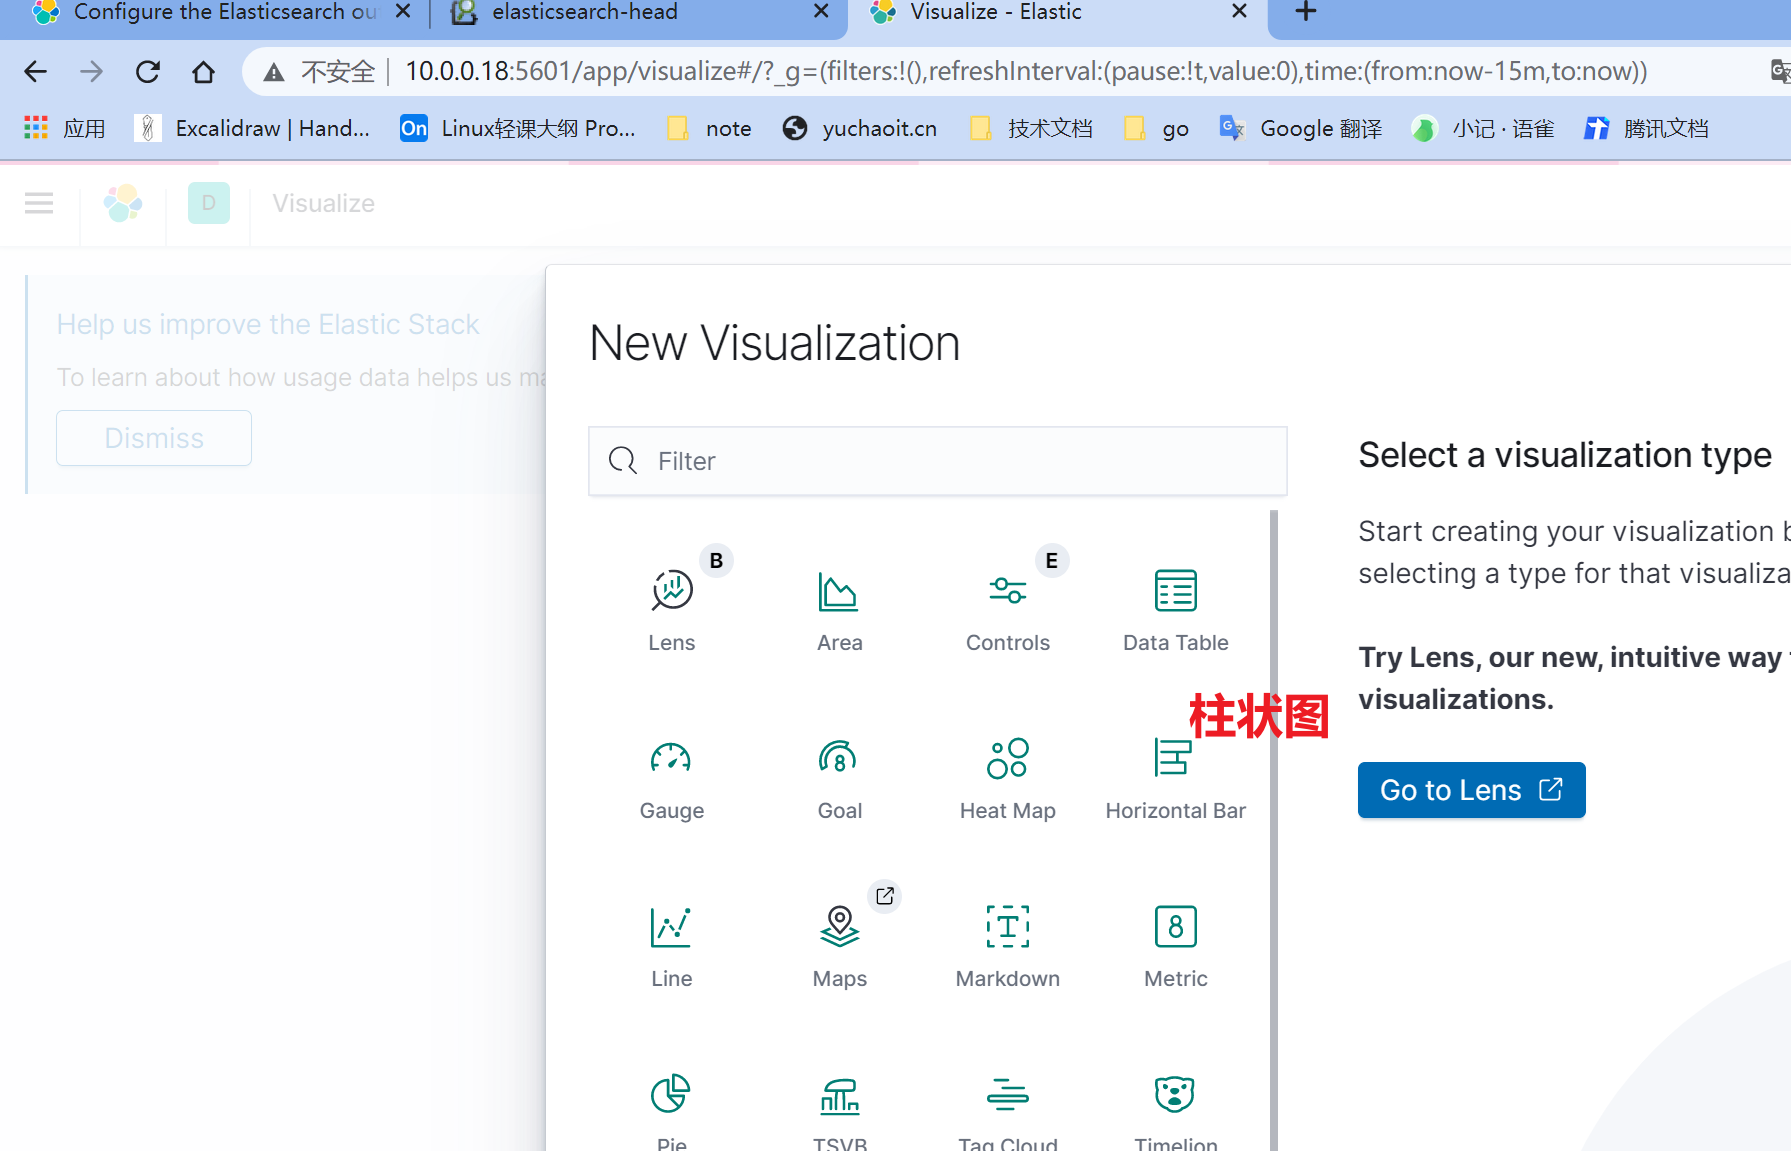 Configure the Elasticsearch ou
elasticsearch-head
Visualize - Elastic
不安全
10.0.0.18:5601/app/visualize#/?_g=(filters:!(),refreshInterval:(pause:!t,value:0),time:(from:now-15m,to:now))
应用
Excalidraw | Hand...
On
Linux轻课大纲 Pro...
note
yuchaoit.cn
技术文档
go
Google 翻译
小记 · 语雀
腾讯文档
D
Visualize
Help us improve the Elastic Stack
To learn about how usage data helps us ma
Dismiss
New Visualization
Filter
Select a visualization type
Start creating your visualization b
selecting a type for that visualiza
Try Lens, our new, intuitive way
visualizations.
Go to Lens
B
E
Lens
Area
Controls
Data Table
柱状图
8
Gauge
Goal
Heat Map
Horizontal Bar
T
8
Line
Maps
Markdown
Metric
Pie
TSVB
Tag Cloud
Timelion